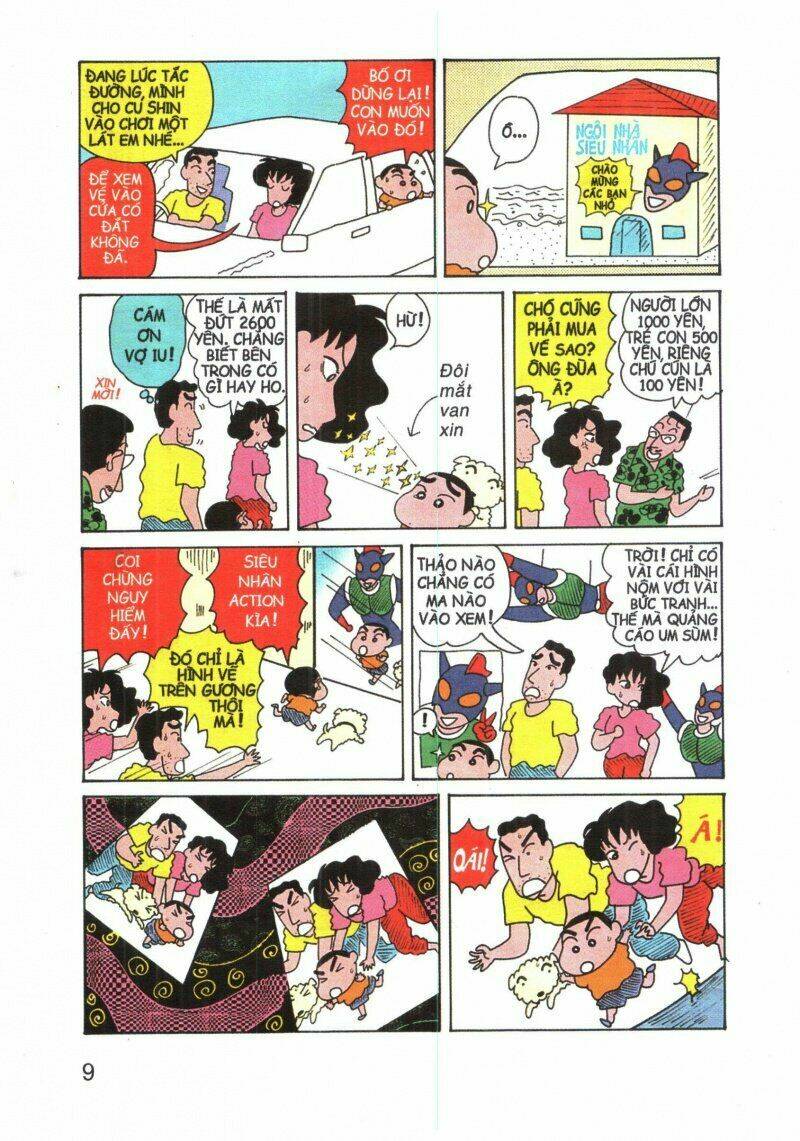 Ồ...
NGÔI NHÀ
SIÊU NHÂN
CHÀO
MỪNG
CÁC BẠN
NHỎ
BỐ ƠI
DỪNG LẠI!
CON MUỐN
VÀO ĐÓ!
ĐANG LÚC TẮC
ĐƯỜNG, MÌNH
CHO CU SHIN
VÀO CHƠI MỘT
LÁT EM NHÉ...
ĐỂ XEM
VÉ VÀO
CỬA CÓ
ĐẮT
KHÔNG
ĐÃ.
NGƯỜI LỚN
1000 YÊN,
TRẺ CON 500
YÊN, RIÊNG
CHÚ CÚN LÀ
100 YÊN!
CHÓ CŨNG
PHẢI MUA
VÉ SAO?
ÔNG ĐÙA
À?
HỪ!
Đôi
mắt
van
xin
THẾ LÀ MẤT
ĐỨT 2600
YÊN. CHẲNG
BIẾT BÊN
TRONG CÓ
GÌ HAY HO.
CÁM
ƠN
VỢ IU!
XIN
MỜI!
TRỜI! CHỈ CÓ
VÀI CÁI HÌNH
NỘM VỚI VÀI
BỨC TRANH...
THẾ MÀ QUẢNG
CÁO UM SÙM!
THẢO NÀO
CHẲNG CÓ
MA NÀO
VÀO XEM!
!
SIÊU
NHÂN
ACTION
KÌA!
COI
CHỪNG
NGUY
HIỂM
ĐẤY!
ĐÓ CHỈ LÀ
HÌNH VẼ
TRÊN GƯƠNG
THÔI
MÀ!
Á!
OÁI!
9